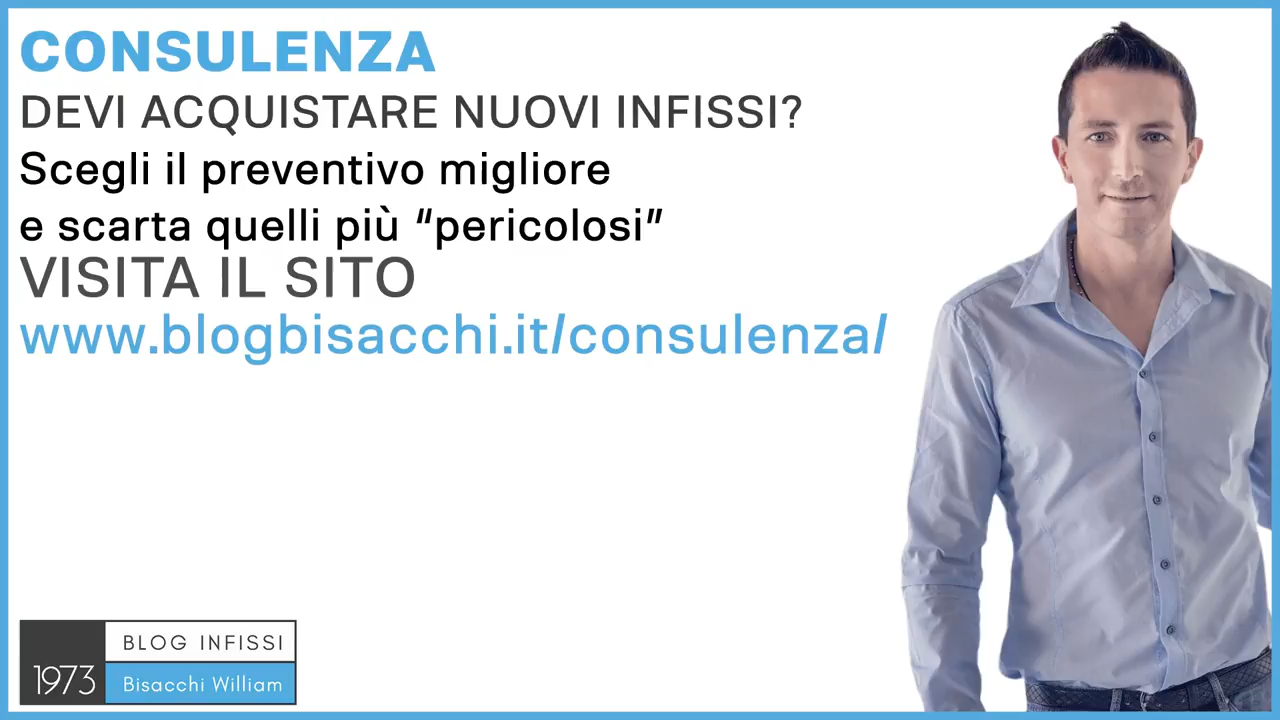 CONSULENZA
DEVI ACQUISTARE NUOVI INFISSI?
Scegli il preventivo migliore
e scarta quelli più “pericolosi”
VISITA IL SITO
www.blogbisacchi.it/consulenza/
1973
BLOG INFISSI
Bisacchi William